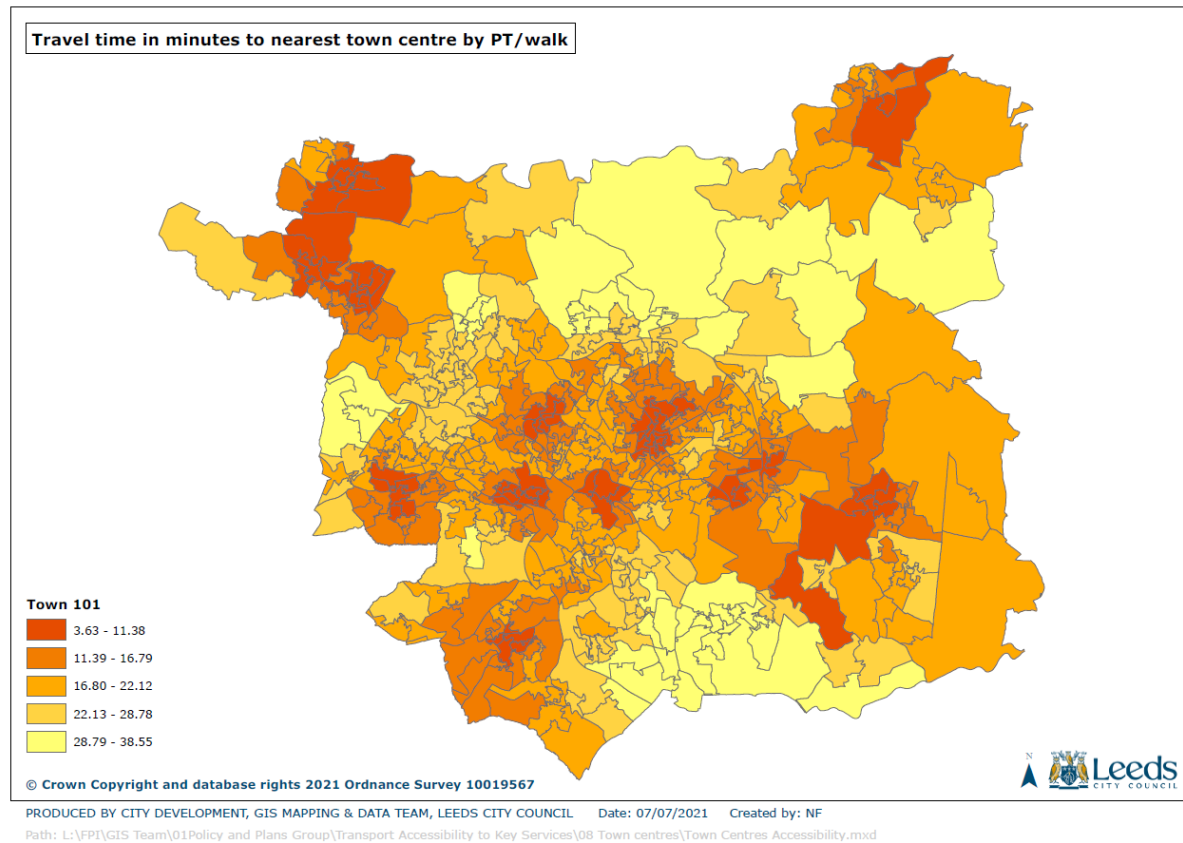 Travel time in minutes to nearest town centre by PT/walk
Town 101
3.63 - 11.38
11.39 - 16.79
16.80 - 22.12
22.13 - 28.78
28.79 - 38.55
© Crown Copyright and database rights 2021 Ordnance Survey 10019567
N
Leeds
CITY COUNCIL
PRODUCED BY CITY DEVELOPMENT, GIS MAPPING & DATA TEAM, LEEDS CITY COUNCIL Date: 07/07/2021 Created by: NF
Path: L:\FPI\GIS Team\01Policy and Plans Group\Transport Accessibility to Key Services\08 Town centres\Town Centres Accessibility.mxd